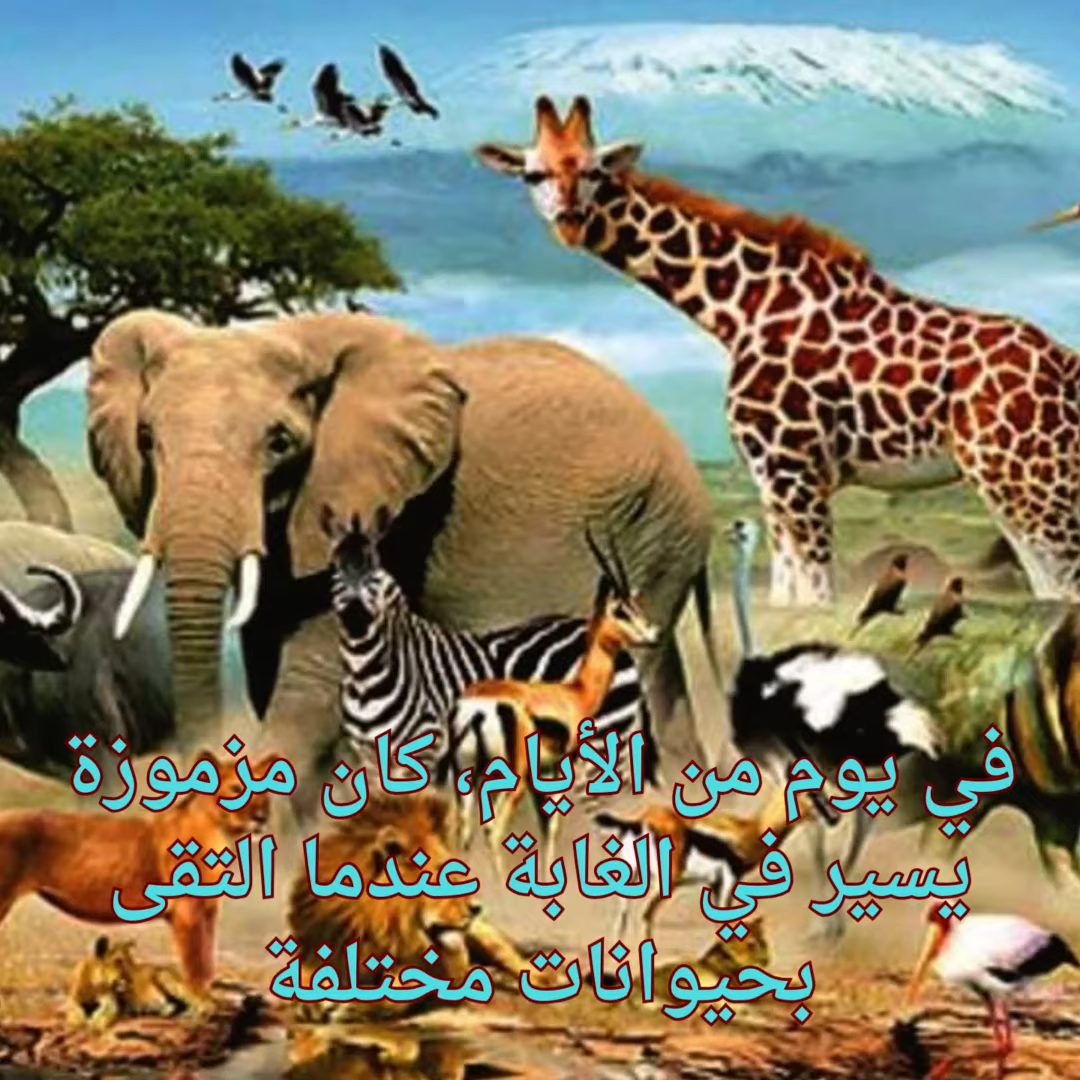 في يوم من الأيام، كان مزموزة
يسير في الغابة عندما التقى
بحيوانات مختلفة